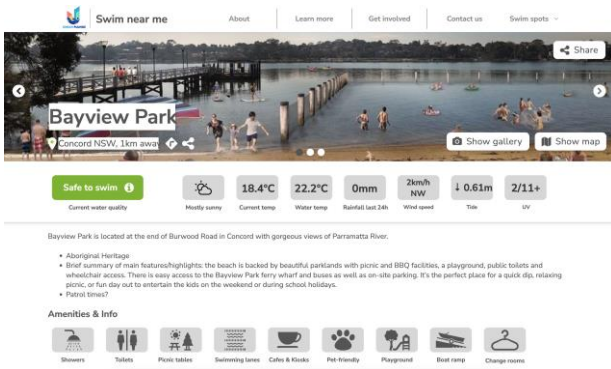 Swim near me
About
Learn more
Get involved
Contact us
Swim spots
Share
Bayview Park
Concord NSW, 1km away
Show gallery
Show map
Safe to swim
18.4°C
22.2°C
0mm
2km/h
NW
↓ 0.61m
2/11+
Current water quality
Mostly sunny
Current temp
Water temp
Rainfall last 24h
Wind speed
Tide
UV
Bayview Park is located at the end of Burwood Road in Concord with gorgeous views of Parramatta River.
• Aboriginal Heritage
• Brief summary of main features/highlights: the beach is backed by beautiful parklands with picnic and BBQ facilities, a playground, public toilets and
wheelchair access. There is easy access to the Bayview Park ferry wharf and buses as well as on-site parking. It's the perfect place for a quick dip, relaxing
picnic, or fun day out to entertain the kids on the weekend or during school holidays.
• Patrol times?
Amenities & Info
Showers
Toilets
Picnic tables
Swimming lanes
Cafes & Kiosks
Pet-friendly
Playground
Boat ramp
Change rooms